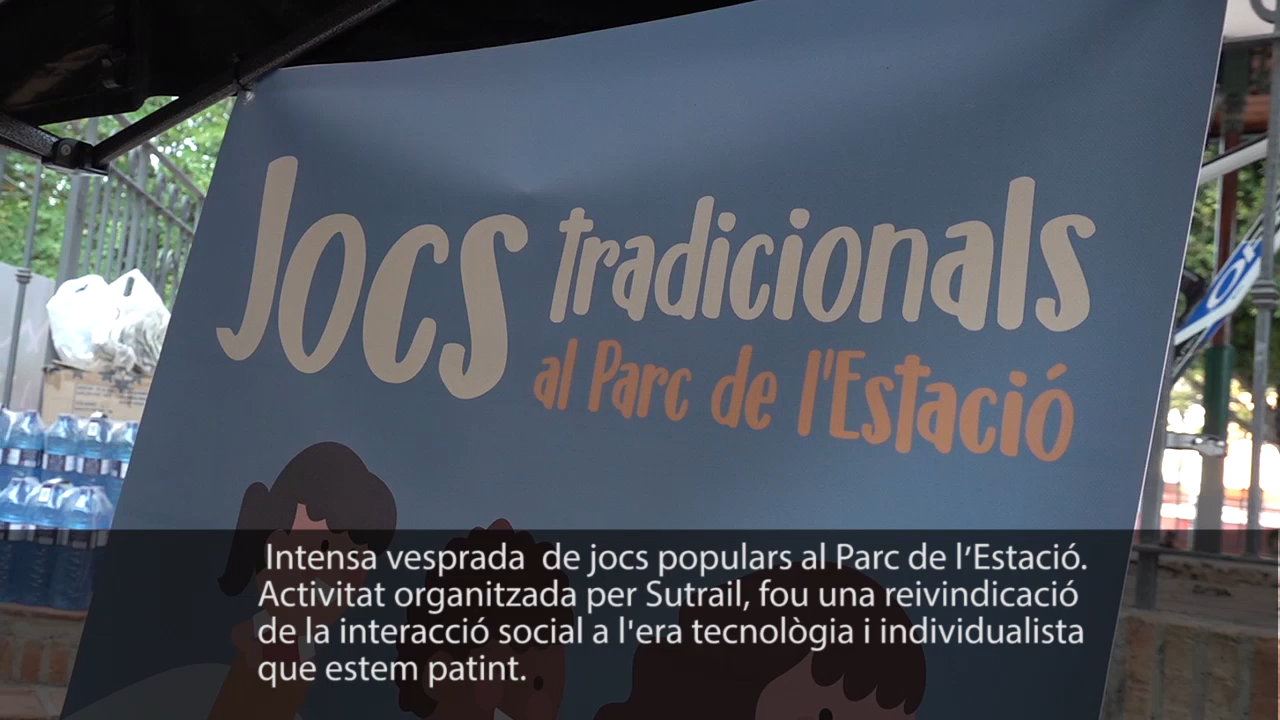 Jocs tradicionals
al Parc de l'Estació
Intensa vesprada de jocs populars al Parc de l’Estació.
Activitat organitzada per Sutrail, fou una reivindicació
de la interacció social a l'era tecnològia i individualista
que estem patint.